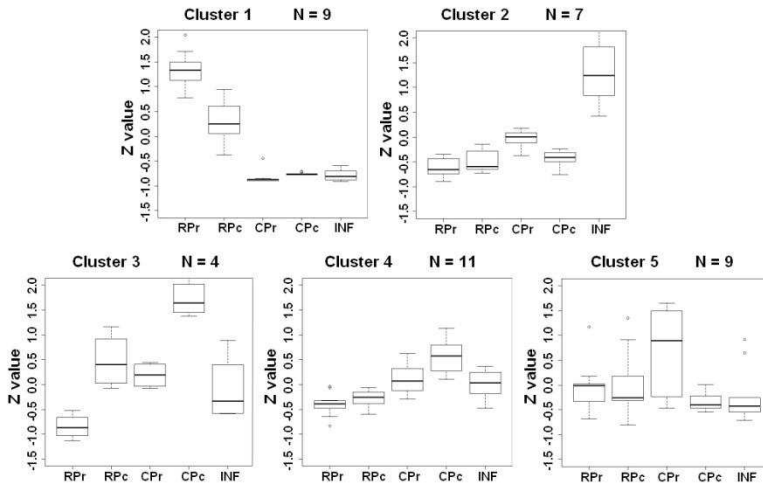 Cluster 1 N = 9
Z value
2.0
1.5
1.0
0.5
0.0
-0.5
-1.0
-1.5
RPr RPc CPr CPc INF
Cluster 2 N = 7
Z value
2.0
1.5
1.0
0.5
0.0
-0.5
-1.0
-1.5
RPr RPc CPr CPc INF
Cluster 3 N = 4
Z value
2.0
1.5
1.0
0.5
0.0
-0.5
-1.0
-1.5
RPr RPc CPr CPc INF
Cluster 4 N = 11
Z value
2.0
1.5
1.0
0.5
0.0
-0.5
-1.0
-1.5
RPr RPc CPr CPc INF
Cluster 5 N = 9
Z value
2.0
1.5
1.0
0.5
0.0
-0.5
-1.0
-1.5
RPr RPc CPr CPc INF